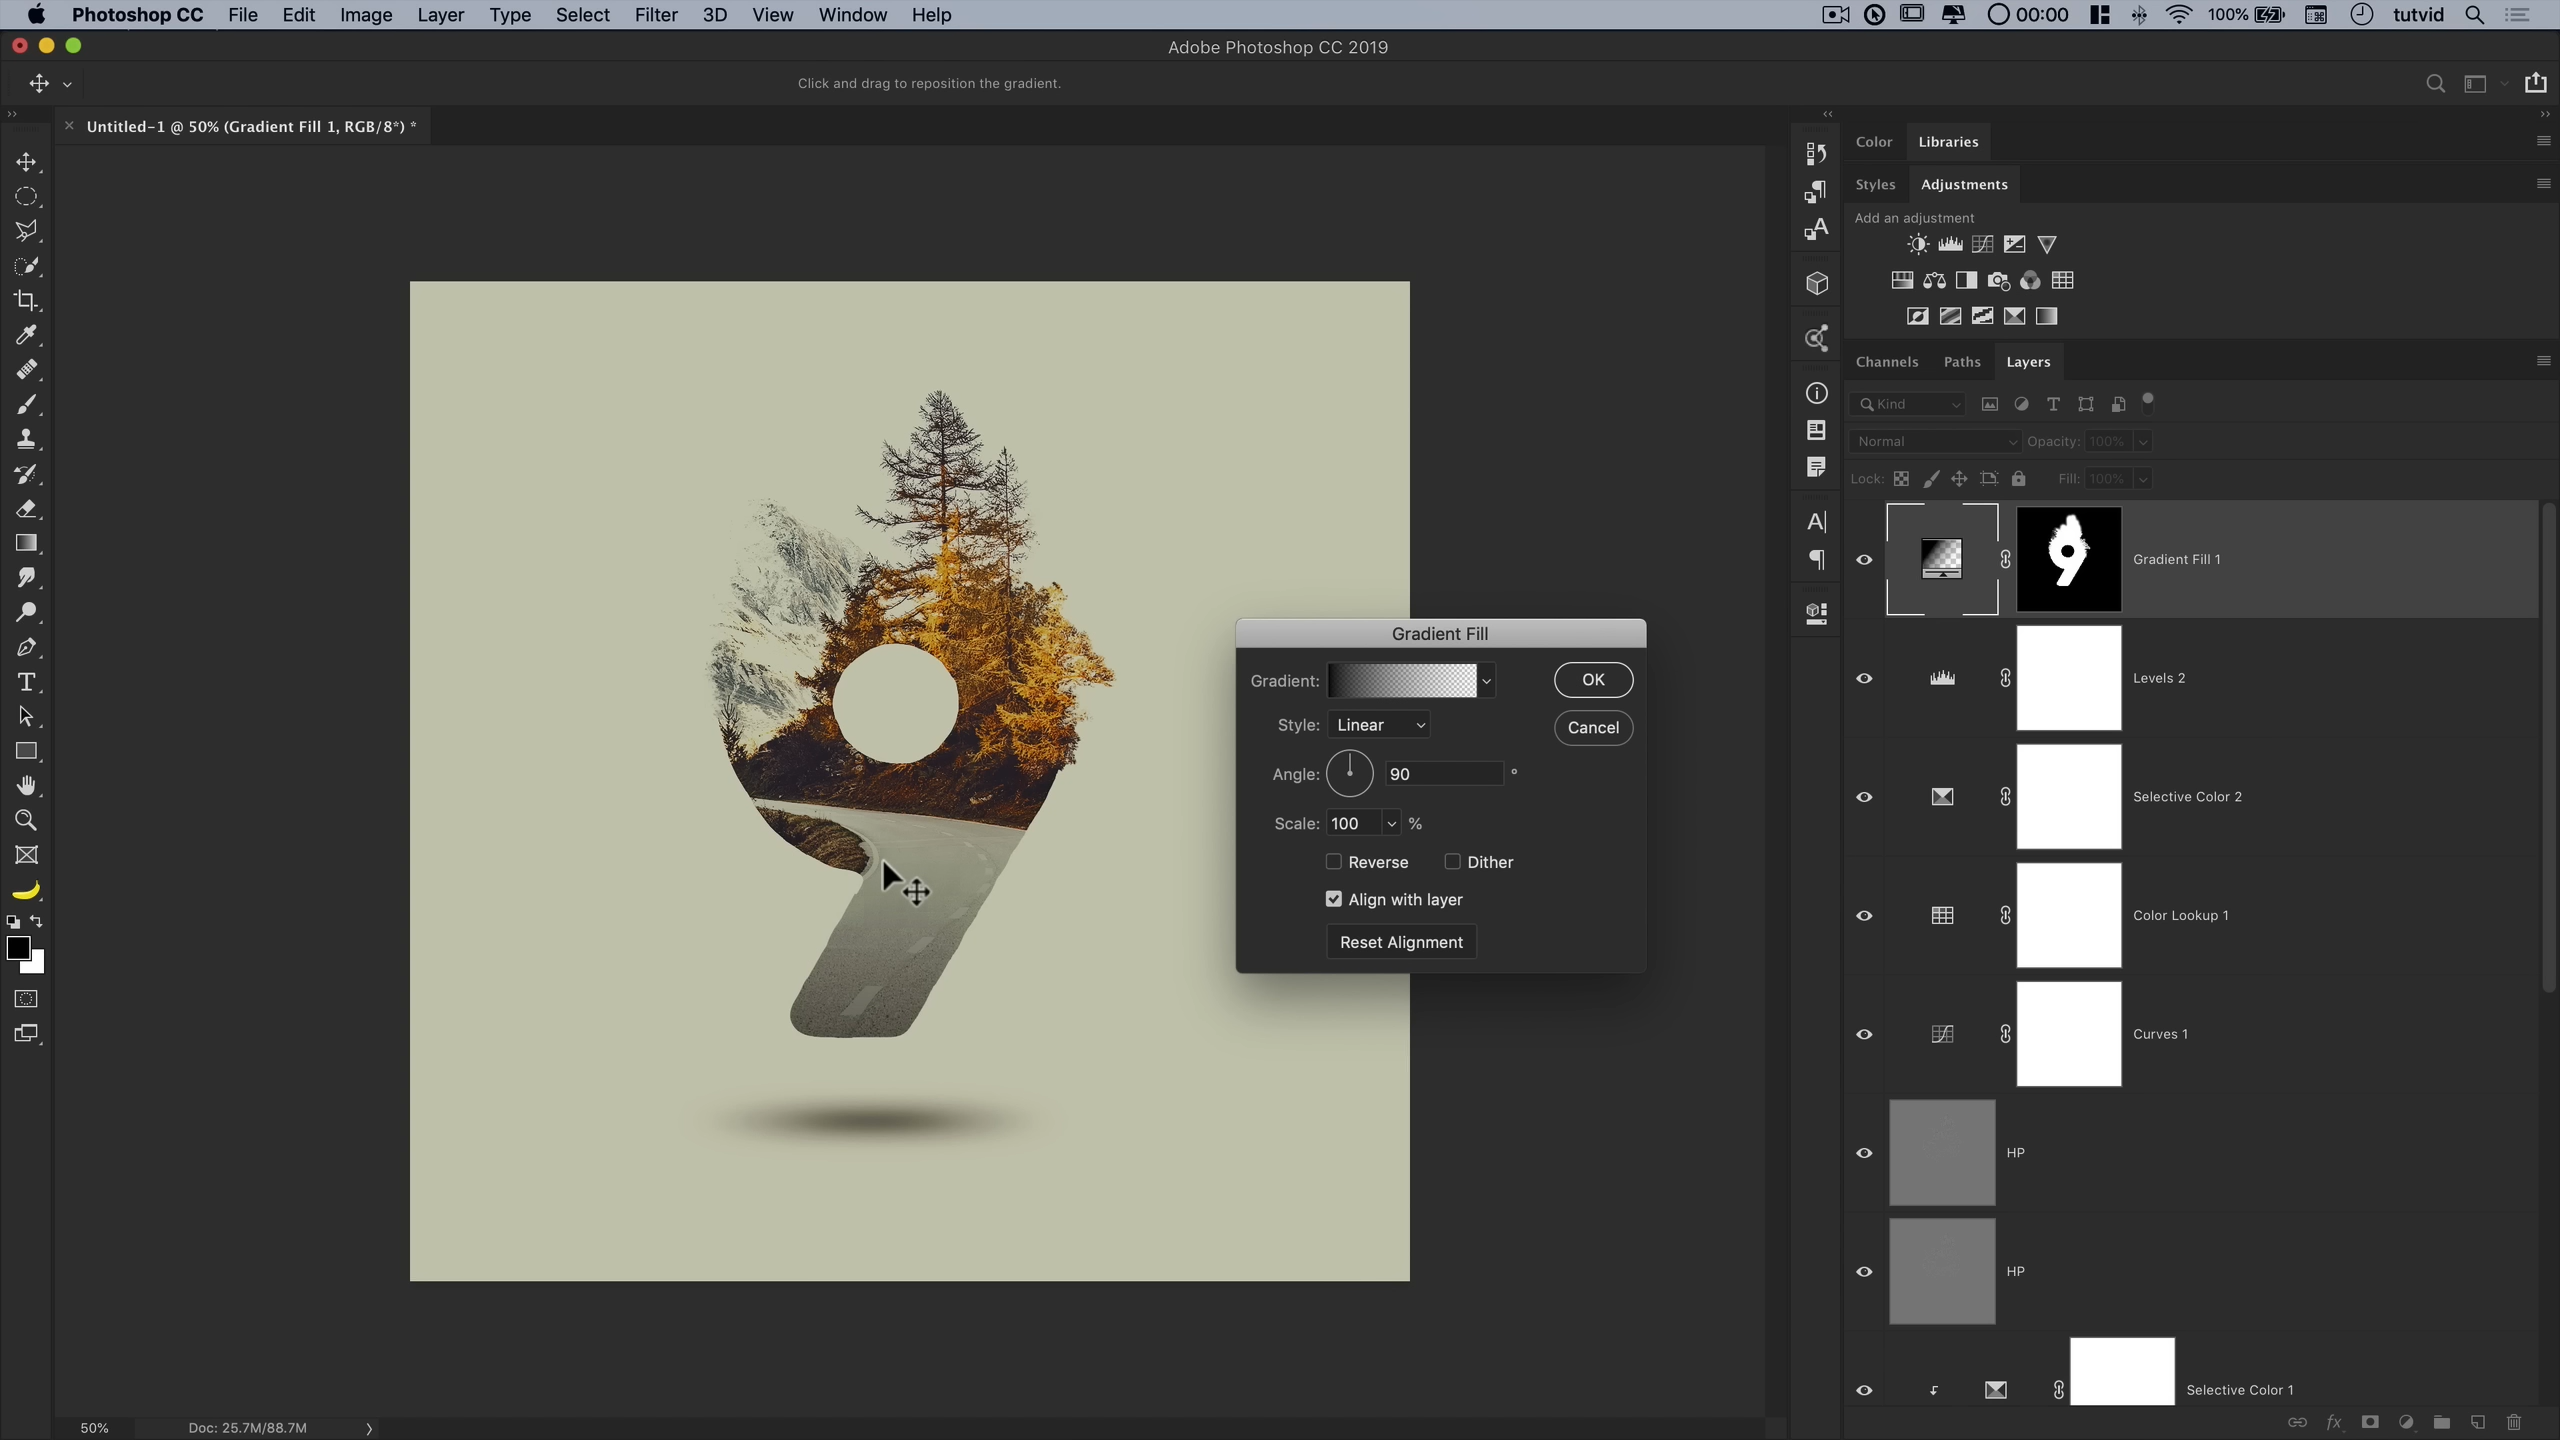 Photoshop CC File Edit Image Layer Type Select Filter 3D View Window Help 00:00 100% tutvid
Adobe Photoshop CC 2019
Click and drag to reposition the gradient.
Untitled-1 @ 50% (Gradient Fill 1, RGB/8*) *
Color Libraries
Styles Adjustments
Add an adjustment
Channels Paths Layers
Kind
Normal Opacity: 100%
Lock: Fill: 100%
Gradient Fill 1
Levels 2
Selective Color 2
Color Lookup 1
Curves 1
HP
HP
Selective Color 1
Gradient Fill
Gradient: OK
Style: Linear Cancel
Angle: 90 °
Scale: 100 %
Reverse Dither
Align with layer
Reset Alignment
9
50% Doc: 25.7M/88.7M